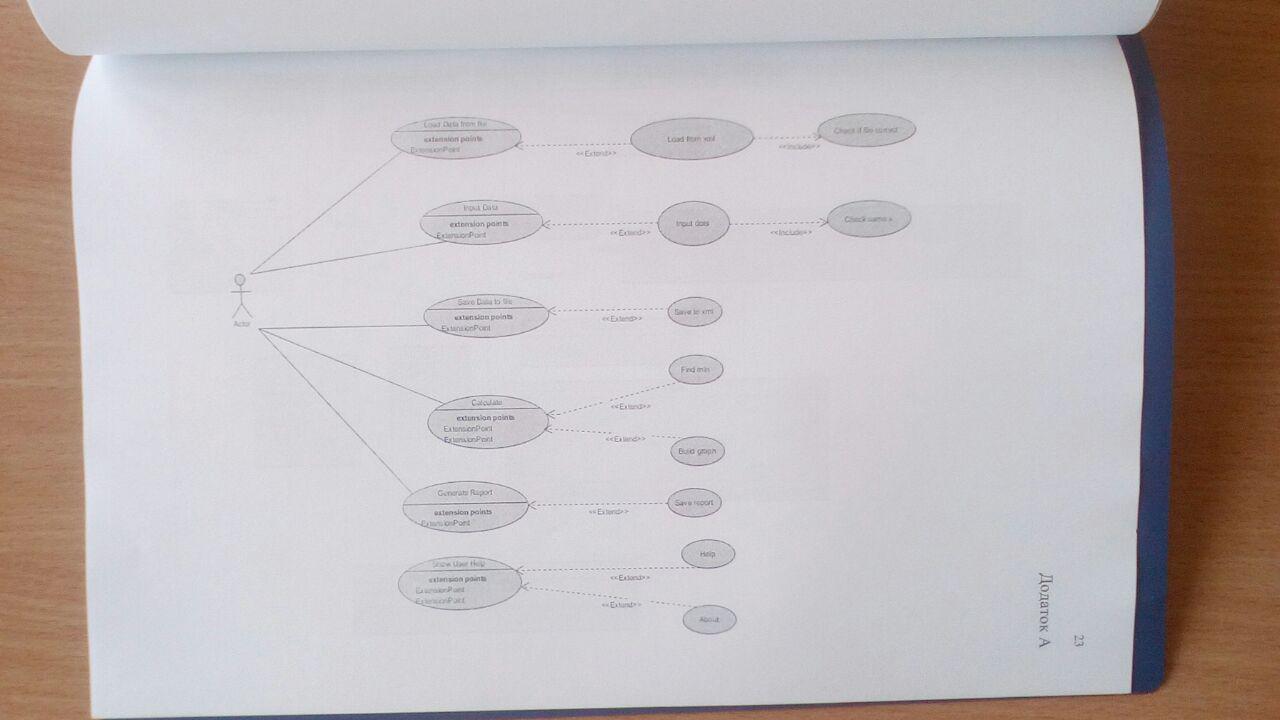 23
Додаток А
Load Data from file
extension points
ExtensionPoint
<<Extend>>
Load from xml
<<Include>>
Check if file correct
Input Data
extension points
ExtensionPoint
<<Extend>>
Input data
<<Include>>
Check same x
Actor
Save Data to file
extension points
ExtensionPoint
<<Extend>>
Save to xml
Calculate
extension points
ExtensionPoint
ExtensionPoint
<<Extend>>
Find min
<<Extend>>
Build graph
Generate Report
extension points
ExtensionPoint
<<Extend>>
Save report
Show User Help
extension points
ExtensionPoint
ExtensionPoint
<<Extend>>
Help
<<Extend>>
About